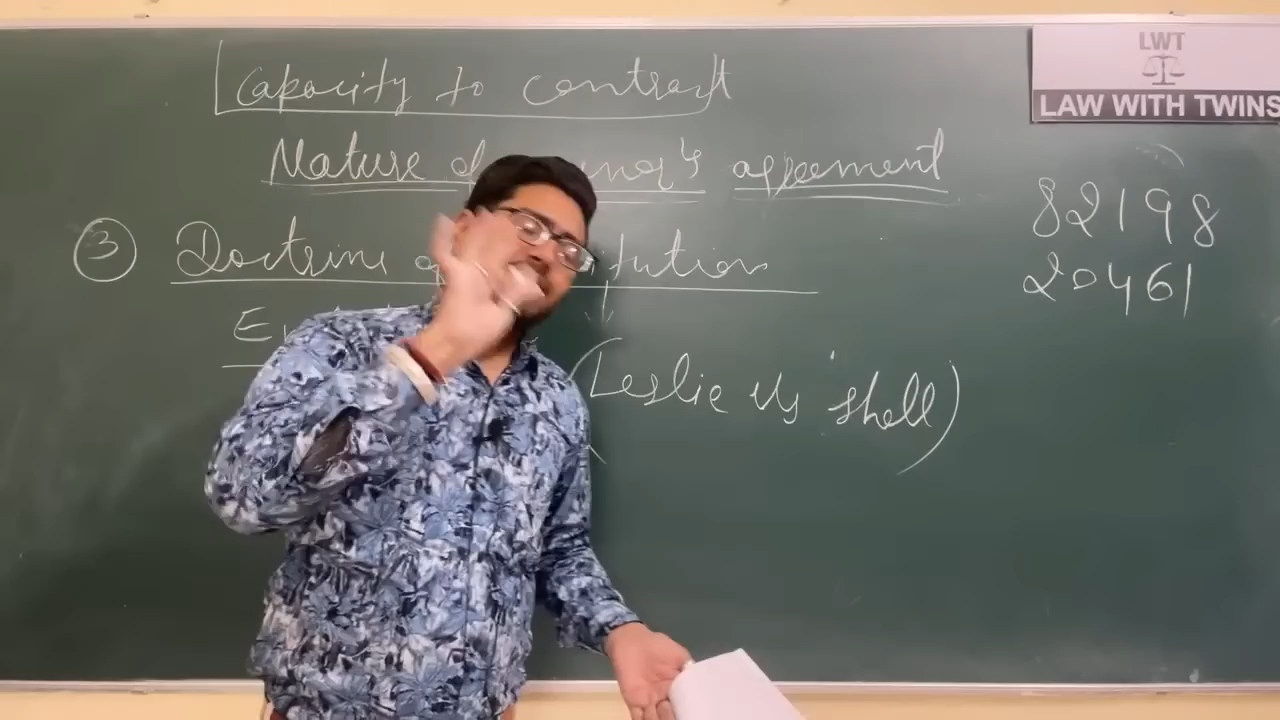 Capacity to contract
Nature of agreement
③ Doctrine
(Leslie v/s Shell)
LWT
LAW WITH TWINS
82198
20461